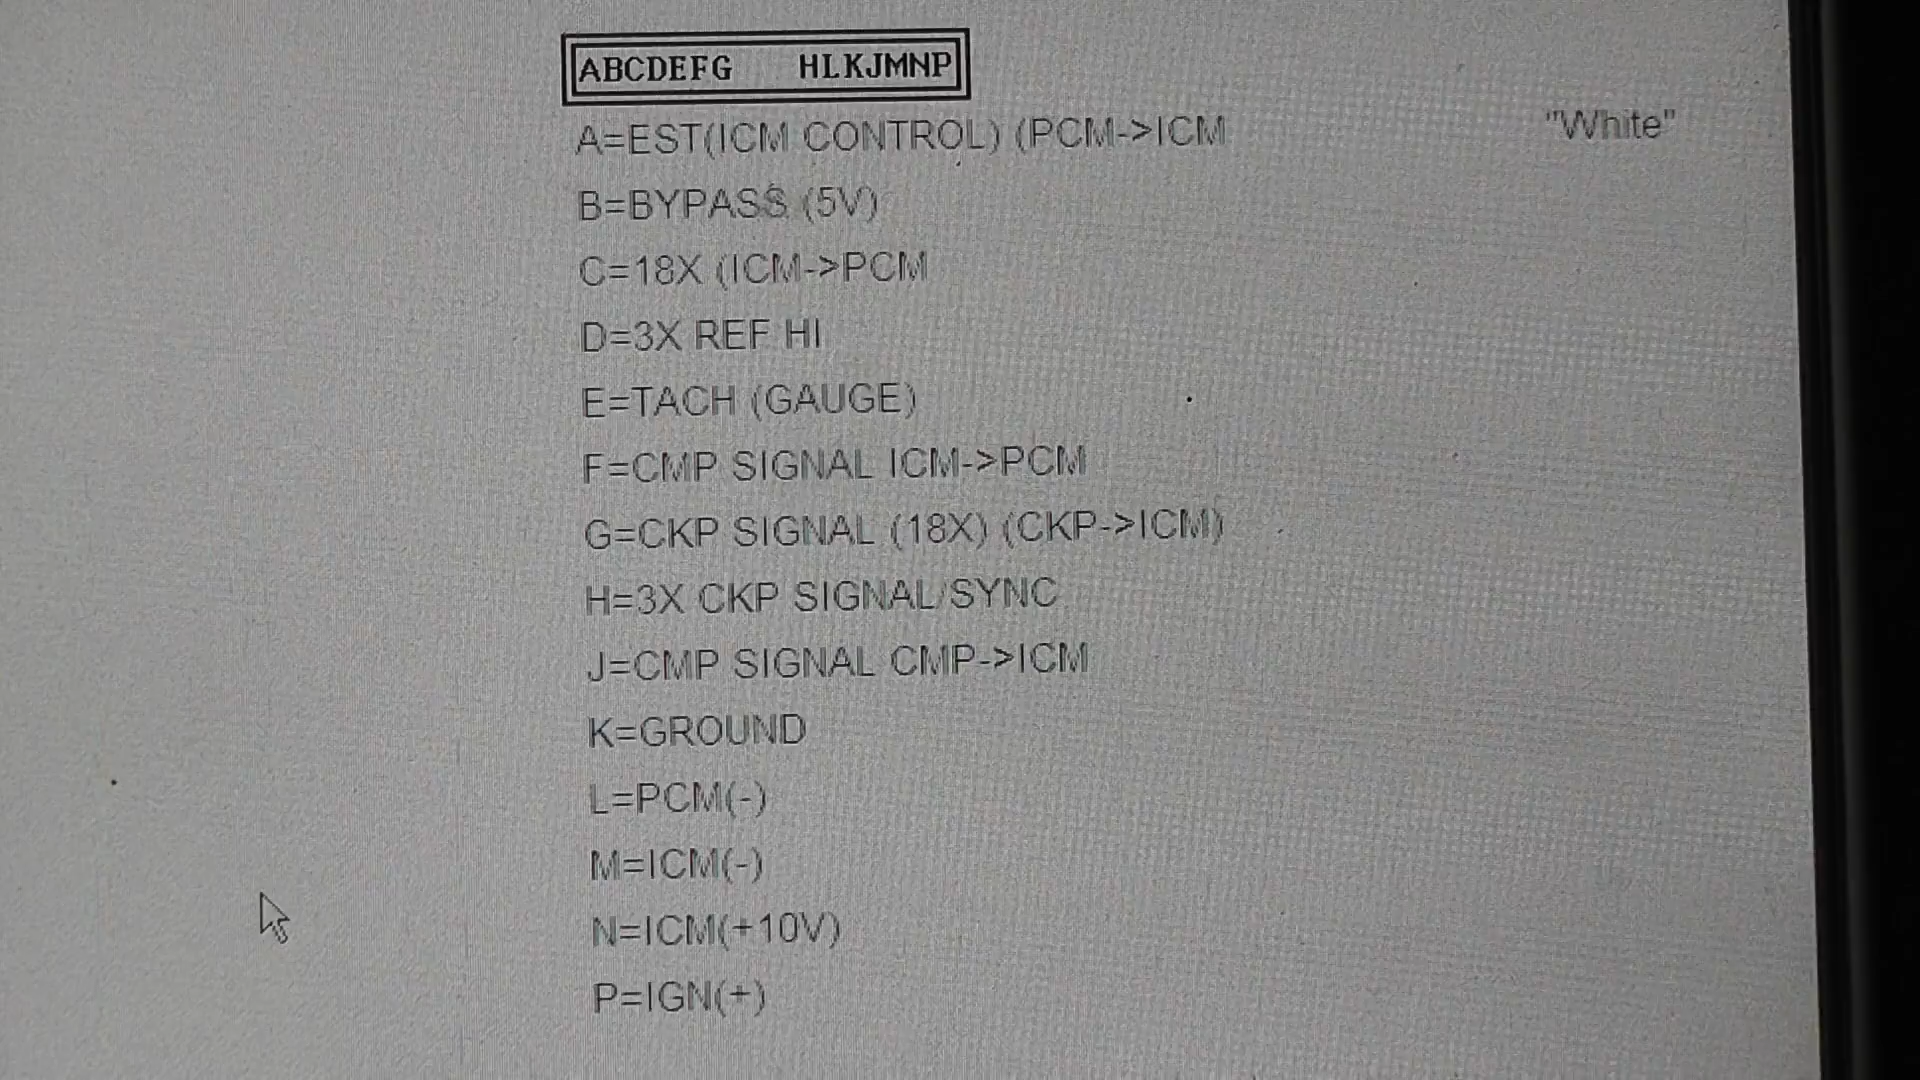 ABCDEFG HLKJMNP
A=EST(ICM CONTROL) (PCM->ICM "White"
B=BYPASS (5V)
C=18X (ICM->PCM
D=3X REF HI
E=TACH (GAUGE)
F=CMP SIGNAL ICM->PCM
G=CKP SIGNAL (18X) (CKP->ICM)
H=3X CKP SIGNAL/SYNC
J=CMP SIGNAL CMP->ICM
K=GROUND
L=PCM(-)
M=ICM(-)
N=ICM(+10V)
P=IGN(+)